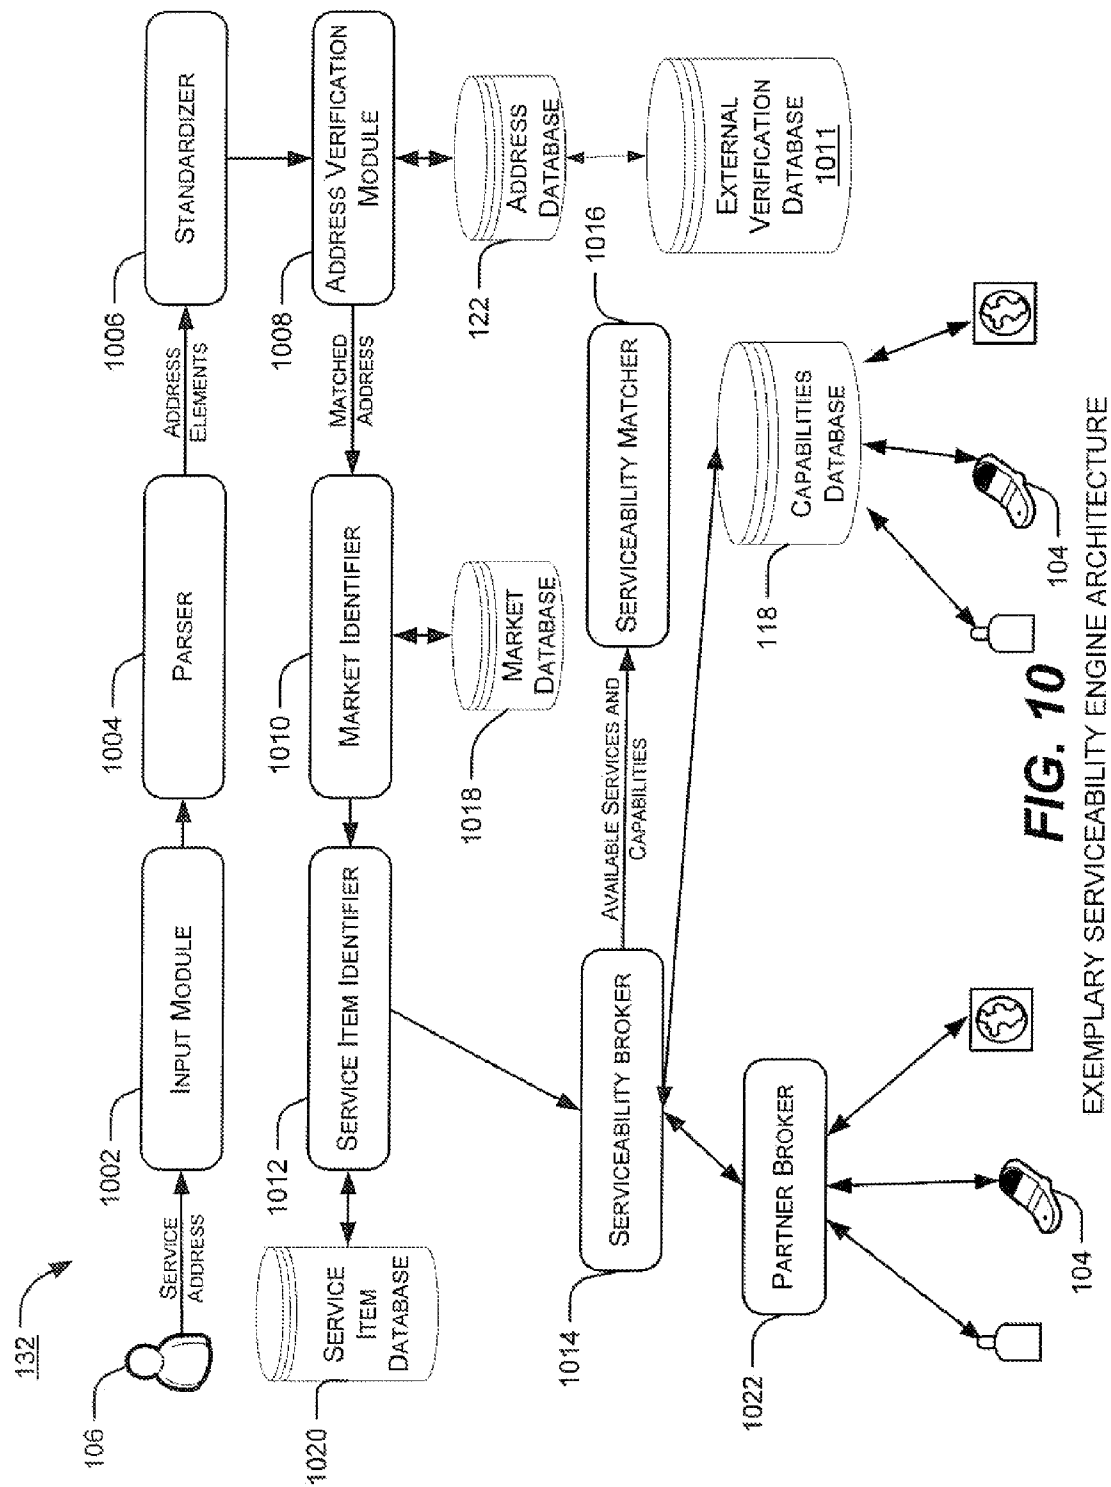 132
106
SERVICE
ADDRESS
1002
INPUT MODULE
1004
PARSER
ADDRESS
ELEMENTS
1006
STANDARDIZER
1020
SERVICE
ITEM
DATABASE
1012
SERVICE ITEM IDENTIFIER
1010
MARKET IDENTIFIER
MATCHED
ADDRESS
1008
ADDRESS VERIFICATION
MODULE
1018
MARKET
DATABASE
122
ADDRESS
DATABASE
1014
SERVICEABILITY BROKER
AVAILABLE SERVICES AND
CAPABILITIES
SERVICEABILITY MATCHER
1016
EXTERNAL
VERIFICATION
DATABASE
1011
1022
PARTNER BROKER
118
CAPABILITIES
DATABASE
104
104
FIG. 10
EXEMPLARY SERVICEABILITY ENGINE ARCHITECTURE